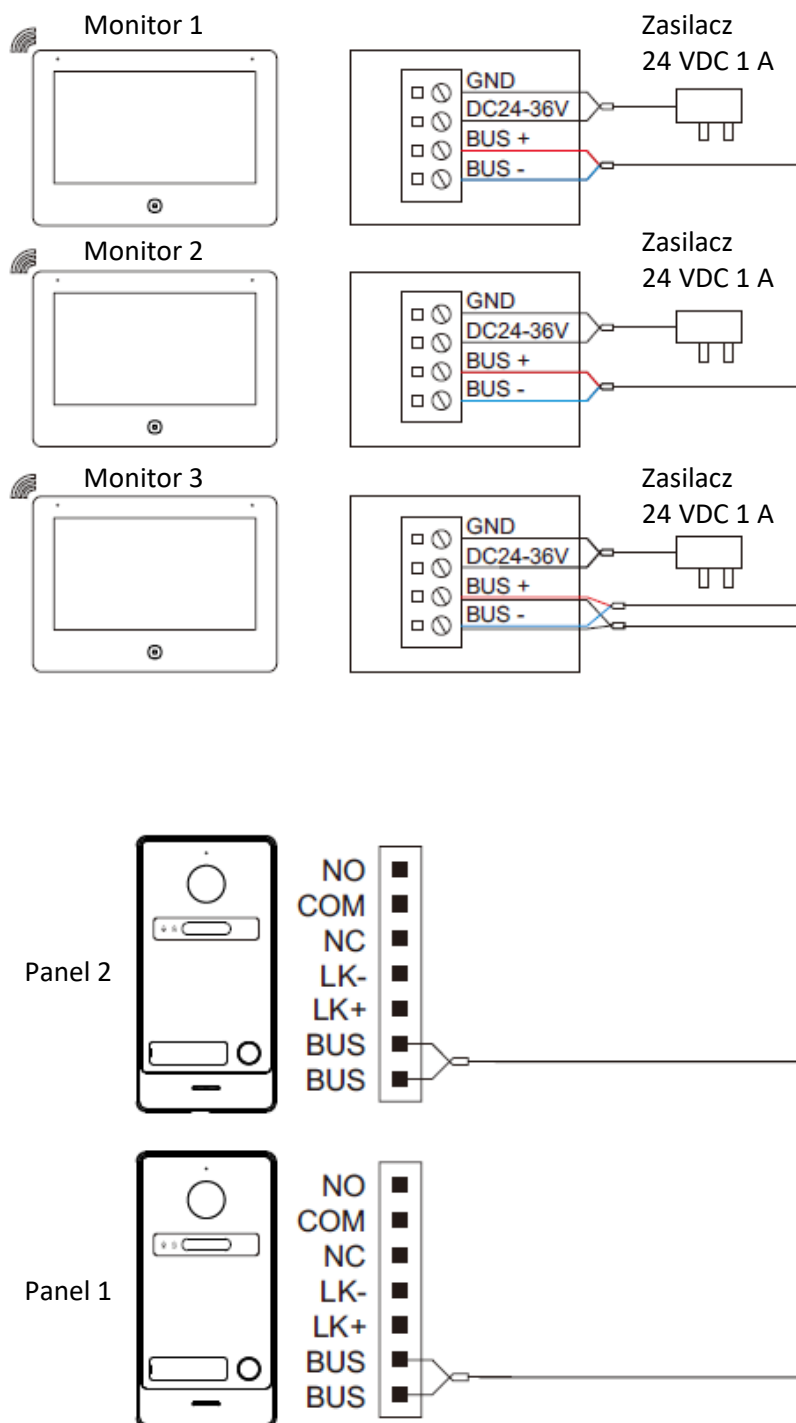 Monitor 1
Zasilacz
24 VDC 1 A
GND
DC24-36V
BUS +
BUS -
Monitor 2
Zasilacz
24 VDC 1 A
GND
DC24-36V
BUS +
BUS -
Monitor 3
Zasilacz
24 VDC 1 A
GND
DC24-36V
BUS +
BUS -
Panel 2
NO
COM
NC
LK-
LK+
BUS
BUS
Panel 1
NO
COM
NC
LK-
LK+
BUS
BUS